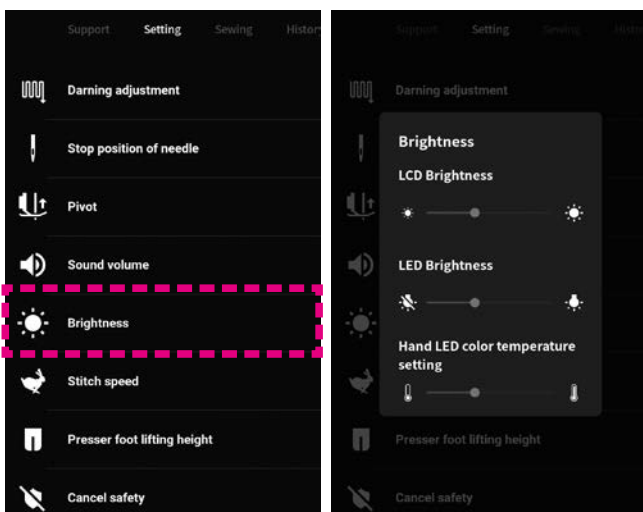 Support Setting Sewing History
Darning adjustment
Stop position of needle
Pivot
Sound volume
Brightness
Stitch speed
Presser foot lifting height
Cancel safety
Support Setting Sewing
Darning adjustment
Brightness
LCD Brightness
LED Brightness
Hand LED color temperature
setting
Presser foot lifting height
Cancel safety